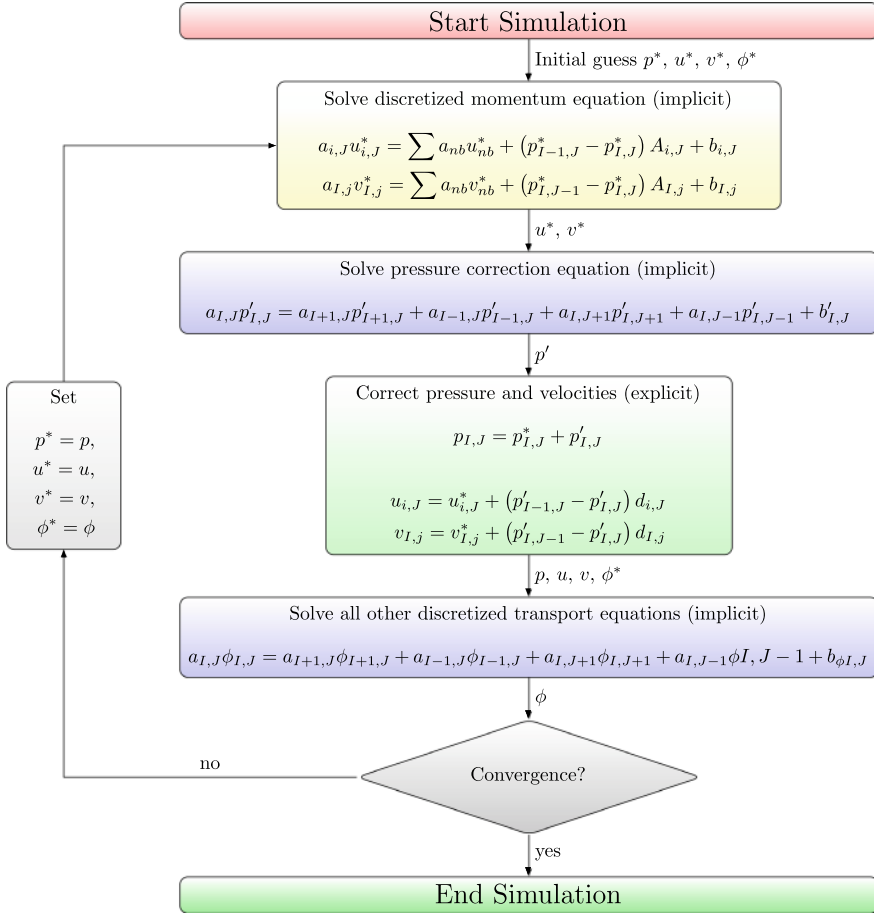 Start Simulation
Initial guess p*, u*, v*, ϕ*
Solve discretized momentum equation (implicit)
a_{i,J}u^*_{i,J} = ∑ a_{nb}u^*_{nb} + (p^*_{I−1,J} − p^*_{I,J}) A_{i,J} + b_{i,J}
a_{I,j}v^*_{I,j} = ∑ a_{nb}v^*_{nb} + (p^*_{I,J−1} − p^*_{I,J}) A_{I,j} + b_{I,j}
u*, v*
Solve pressure correction equation (implicit)
a_{I,J}p′_{I,J} = a_{I+1,J}p′_{I+1,J} + a_{I−1,J}p′_{I−1,J} + a_{I,J+1}p′_{I,J+1} + a_{I,J−1}p′_{I,J−1} + b′_{I,J}
p′
Correct pressure and velocities (explicit)
p_{I,J} = p^*_{I,J} + p′_{I,J}
u_{i,J} = u^*_{i,J} + (p′_{I−1,J} − p′_{I,J}) d_{i,J}
v_{I,j} = v^*_{I,j} + (p′_{I,J−1} − p′_{I,J}) d_{I,j}
p, u, v, ϕ*
Solve all other discretized transport equations (implicit)
a_{I,J}ϕ_{I,J} = a_{I+1,J}ϕ_{I+1,J} + a_{I−1,J}ϕ_{I−1,J} + a_{I,J+1}ϕ_{I,J+1} + a_{I,J−1}ϕI, J − 1 + b_{ϕI,J}
ϕ
Convergence?
no
Set
p* = p,
u* = u,
v* = v,
ϕ* = ϕ
yes
End Simulation